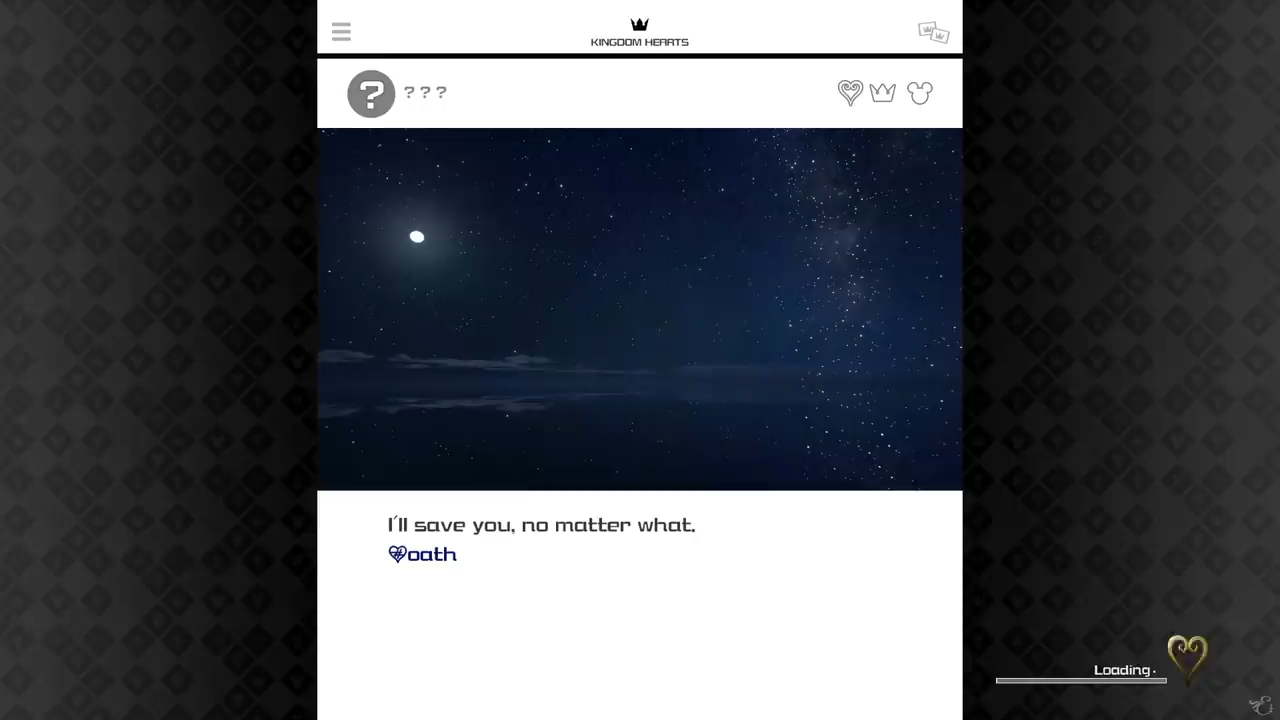 KINGDOM HEARTS
? ? ? ?
I'll save you, no matter what.
#oath
Loading.